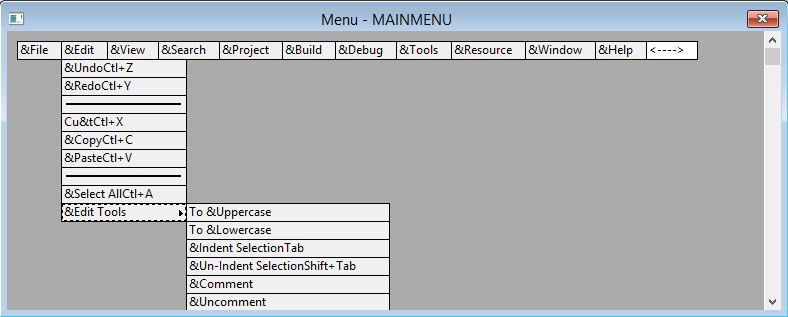 Menu - MAINMENU
&File &Edit &View &Search &Project &Build &Debug &Tools &Resource &Window &Help <---->
&UndoCtl+Z
&RedoCtl+Y
Cu&tCtl+X
&CopyCtl+C
&PasteCtl+V
&Select AllCtl+A
&Edit Tools
To &Uppercase
To &Lowercase
&Indent SelectionTab
&Un-Indent SelectionShift+Tab
&Comment
&Uncomment